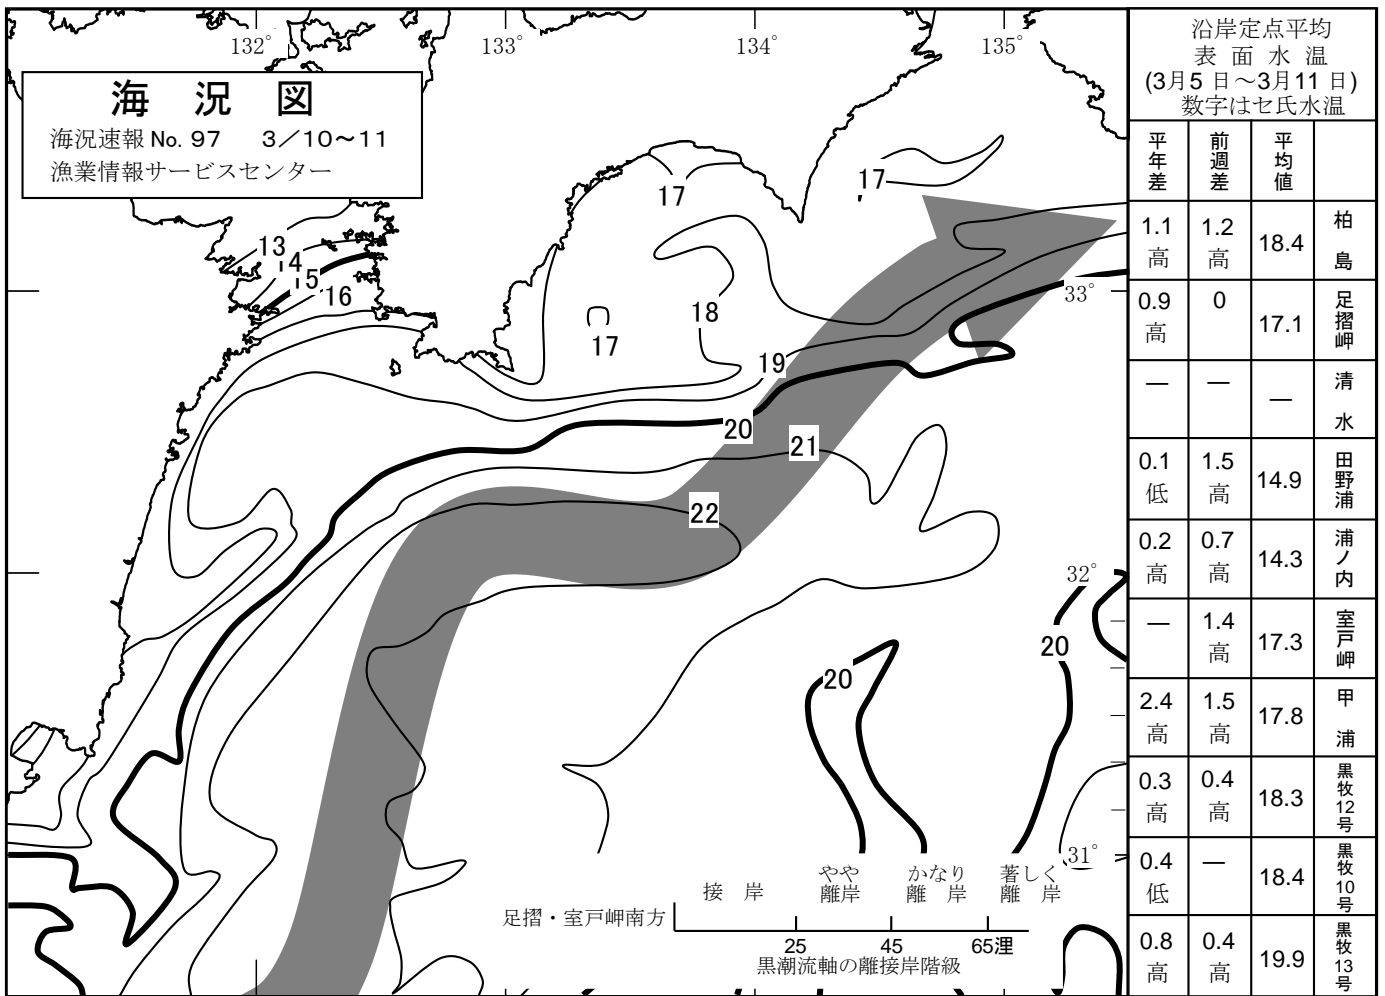 132°
133°
134°
135°
海況図
海況速報 No. 97 3／10～11
漁業情報サービスセンター
17
17
13
14
15
16
17
18
19
20
21
22
20
20
33°
32°
31°
接岸
やや離岸
かなり離岸
著しく離岸
足摺・室戸岬南方
25 45 65浬
黒潮流軸の離接岸階級
沿岸定点平均
表面水温
(3月5日～3月11日)
数字はセ氏水温
平年差 前週差 平均値
1.1高 1.2高 18.4 柏島
0.9高 0 17.1 足摺岬
― ― ― 清水
0.1低 1.5高 14.9 田野浦
0.2高 0.7高 14.3 浦ノ内
― 1.4高 17.3 室戸岬
2.4高 1.5高 17.8 甲浦
0.3高 0.4高 18.3 黒牧12号
0.4低 ― 18.4 黒牧10号
0.8高 0.4高 19.9 黒牧13号